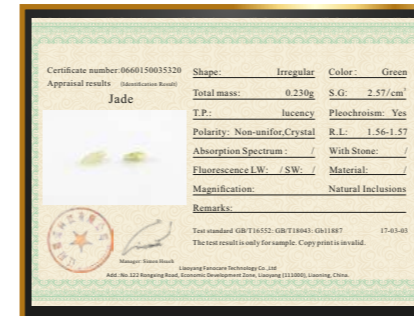 Certificate number:0660150035320
Appraisal results (Identification Result)
Jade
Shape: Irregular Color : Green
Total mass: 0.230g S.G: 2.57/cm³
T.P.: lucency Pleochroism: Yes
Polarity: Non-unifor,Crystal R.L: 1.56-1.57
Absorption Spectrum : / With Stone: /
Fluorescence LW: / SW: / Material: /
Magnification: Natural Inclusions
Remarks:
Test standard GB/T16552: GB/T18043: Gb11887 17-03-03
The test result is only for sample. Copy print is invalid.
Manager: Simon Hsueh
Liaoyang Fonscare Technology Co.,Ltd
Add.:No.122 Rongxing Road, Economic Development Zone, Liaoyang (111000), Liaoning, China.